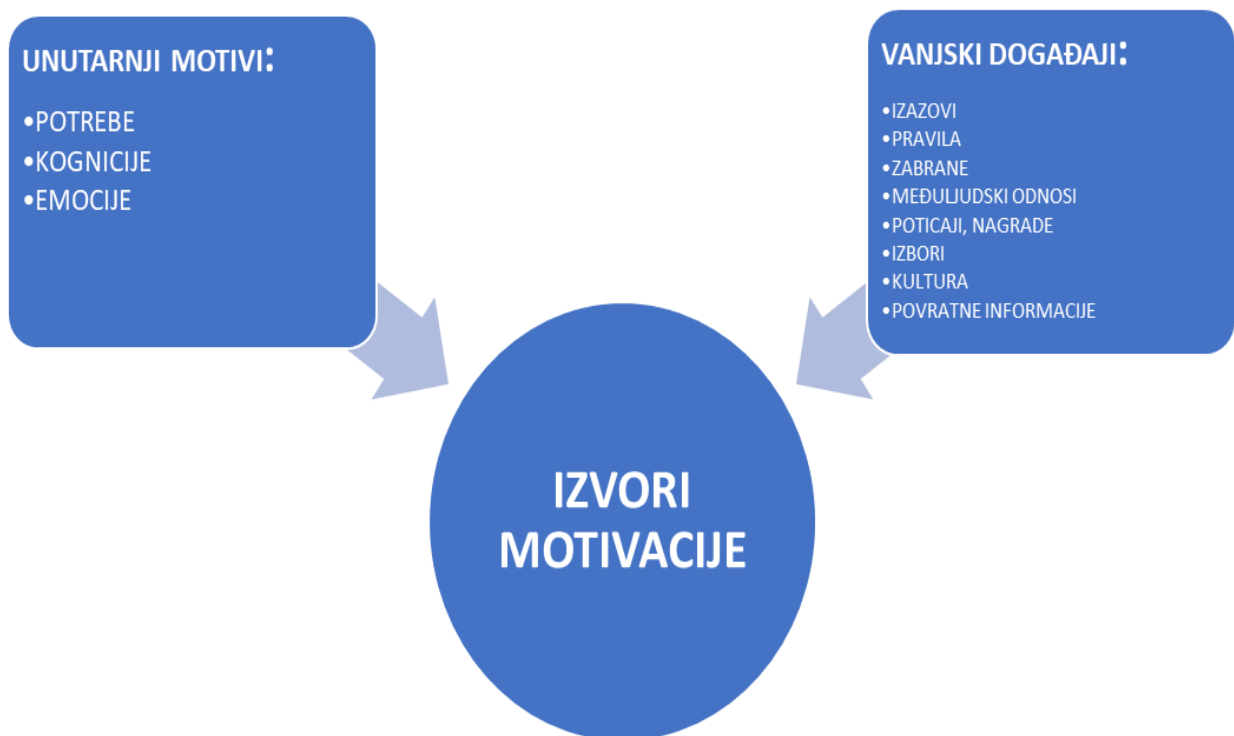 UNUTARNJI MOTIVI:
•POTREBE
•KOGNICIJE
•EMOCIJE
VANJSKI DOGAĐAJI:
•IZAZOVI
•PRAVILA
•ZABRANE
•MEĐULJUDSKI ODNOSI
•POTICAJI, NAGRADE
•IZBORI
•KULTURA
•POVRATNE INFORMACIJE
IZVORI
MOTIVACIJE